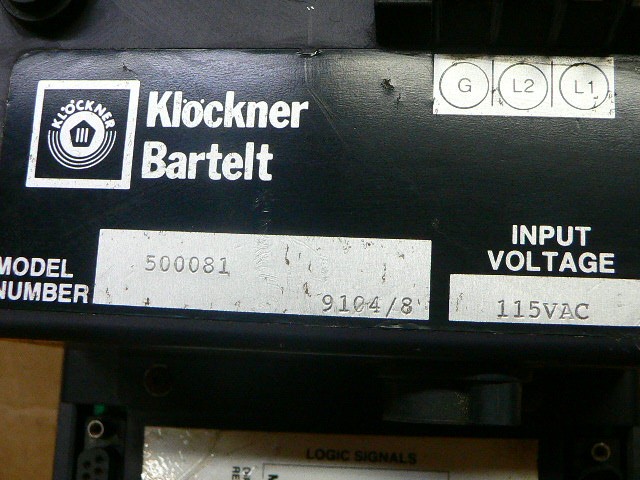 G L2 L1
KLÖCKNER
Klöckner
Bartelt
MODEL
NUMBER
500081
9104/8
INPUT
VOLTAGE
115VAC
LOGIC SIGNALS